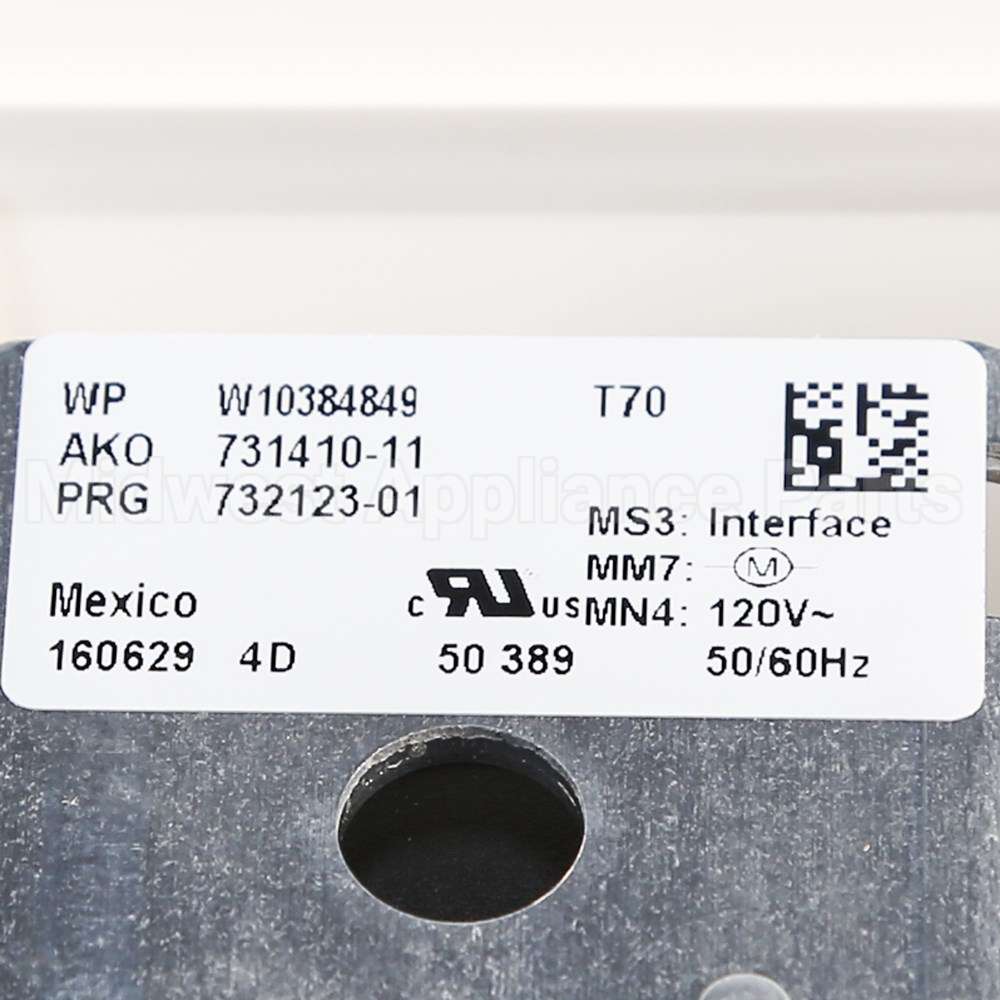 WP W10384849 T70
AKO 731410-11
PRG 732123-01
MS3: Interface
MM7: M
Mexico c RU US MN4: 120V~
160629 4D 50 389 50/60Hz
Midwest Appliance Parts